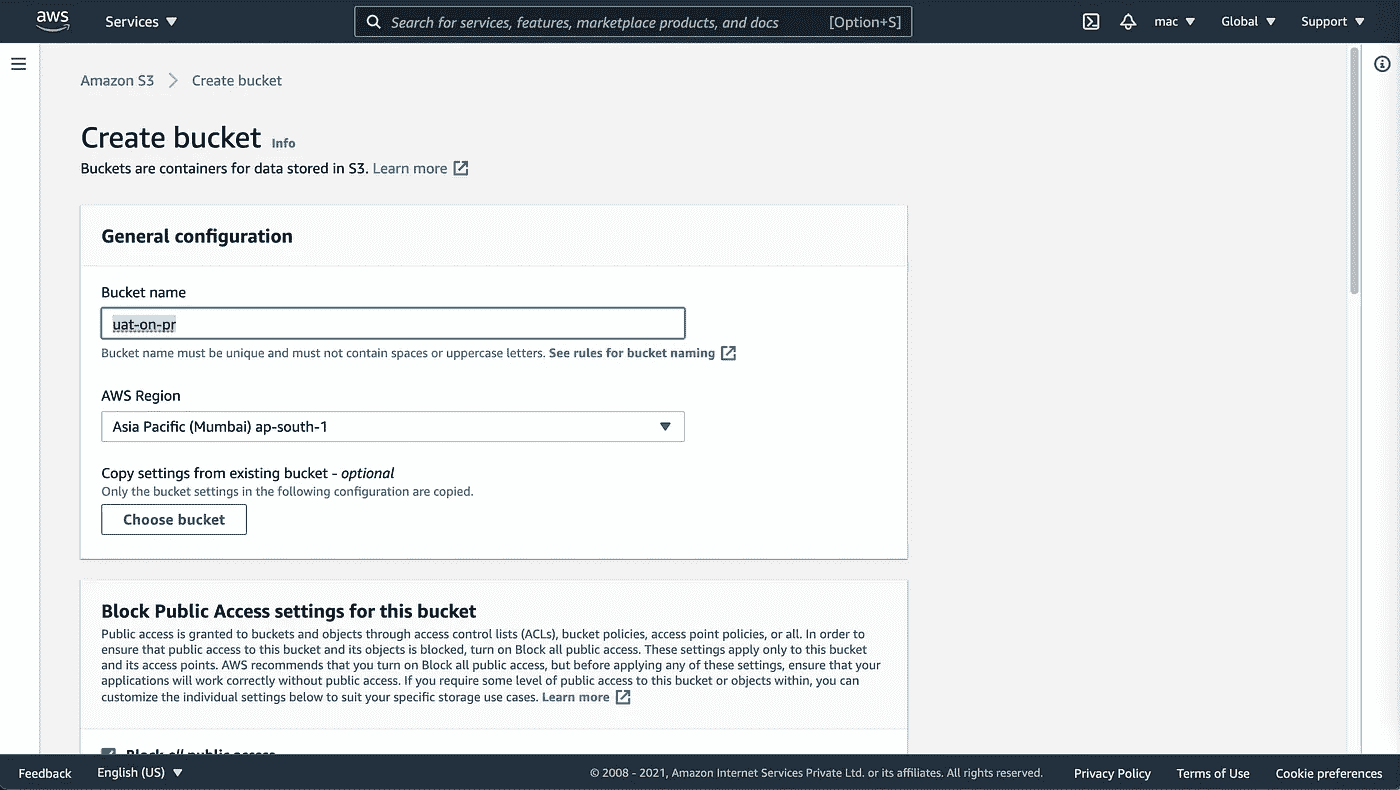 aws Services Search for services, features, marketplace products, and docs [Option+S] mac Global Support
Amazon S3 Create bucket
Create bucket Info
Buckets are containers for data stored in S3. Learn more
General configuration
Bucket name
uat-on-pr
Bucket name must be unique and must not contain spaces or uppercase letters. See rules for bucket naming
AWS Region
Asia Pacific (Mumbai) ap-south-1
Copy settings from existing bucket - optional
Only the bucket settings in the following configuration are copied.
Choose bucket
Block Public Access settings for this bucket
Public access is granted to buckets and objects through access control lists (ACLs), bucket policies, access point policies, or all. In order to
ensure that public access to this bucket and its objects is blocked, turn on Block all public access. These settings apply only to this bucket
and its access points. AWS recommends that you turn on Block all public access, but before applying any of these settings, ensure that your
applications will work correctly without public access. If you require some level of public access to this bucket or objects within, you can
customize the individual settings below to suit your specific storage use cases. Learn more
Block all public access
Feedback English (US) © 2008 - 2021, Amazon Internet Services Private Ltd. or its affiliates. All rights reserved. Privacy Policy Terms of Use Cookie preferences